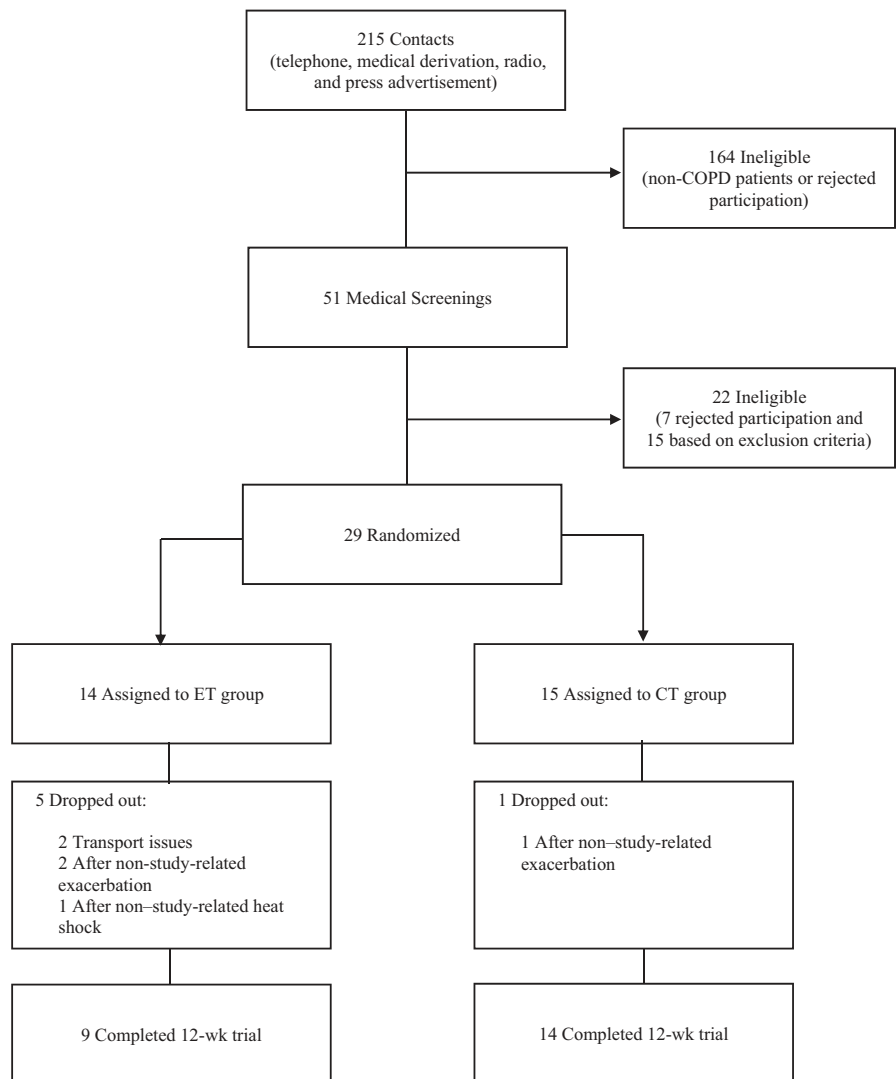 215 Contacts
(telephone, medical derivation, radio,
and press advertisement)
164 Ineligible
(non-COPD patients or rejected
participation)
51 Medical Screenings
22 Ineligible
(7 rejected participation and
15 based on exclusion criteria)
29 Randomized
14 Assigned to ET group
15 Assigned to CT group
5 Dropped out:
2 Transport issues
2 After non-study-related
exacerbation
1 After non–study-related heat
shock
1 Dropped out:
1 After non–study-related
exacerbation
9 Completed 12-wk trial
14 Completed 12-wk trial